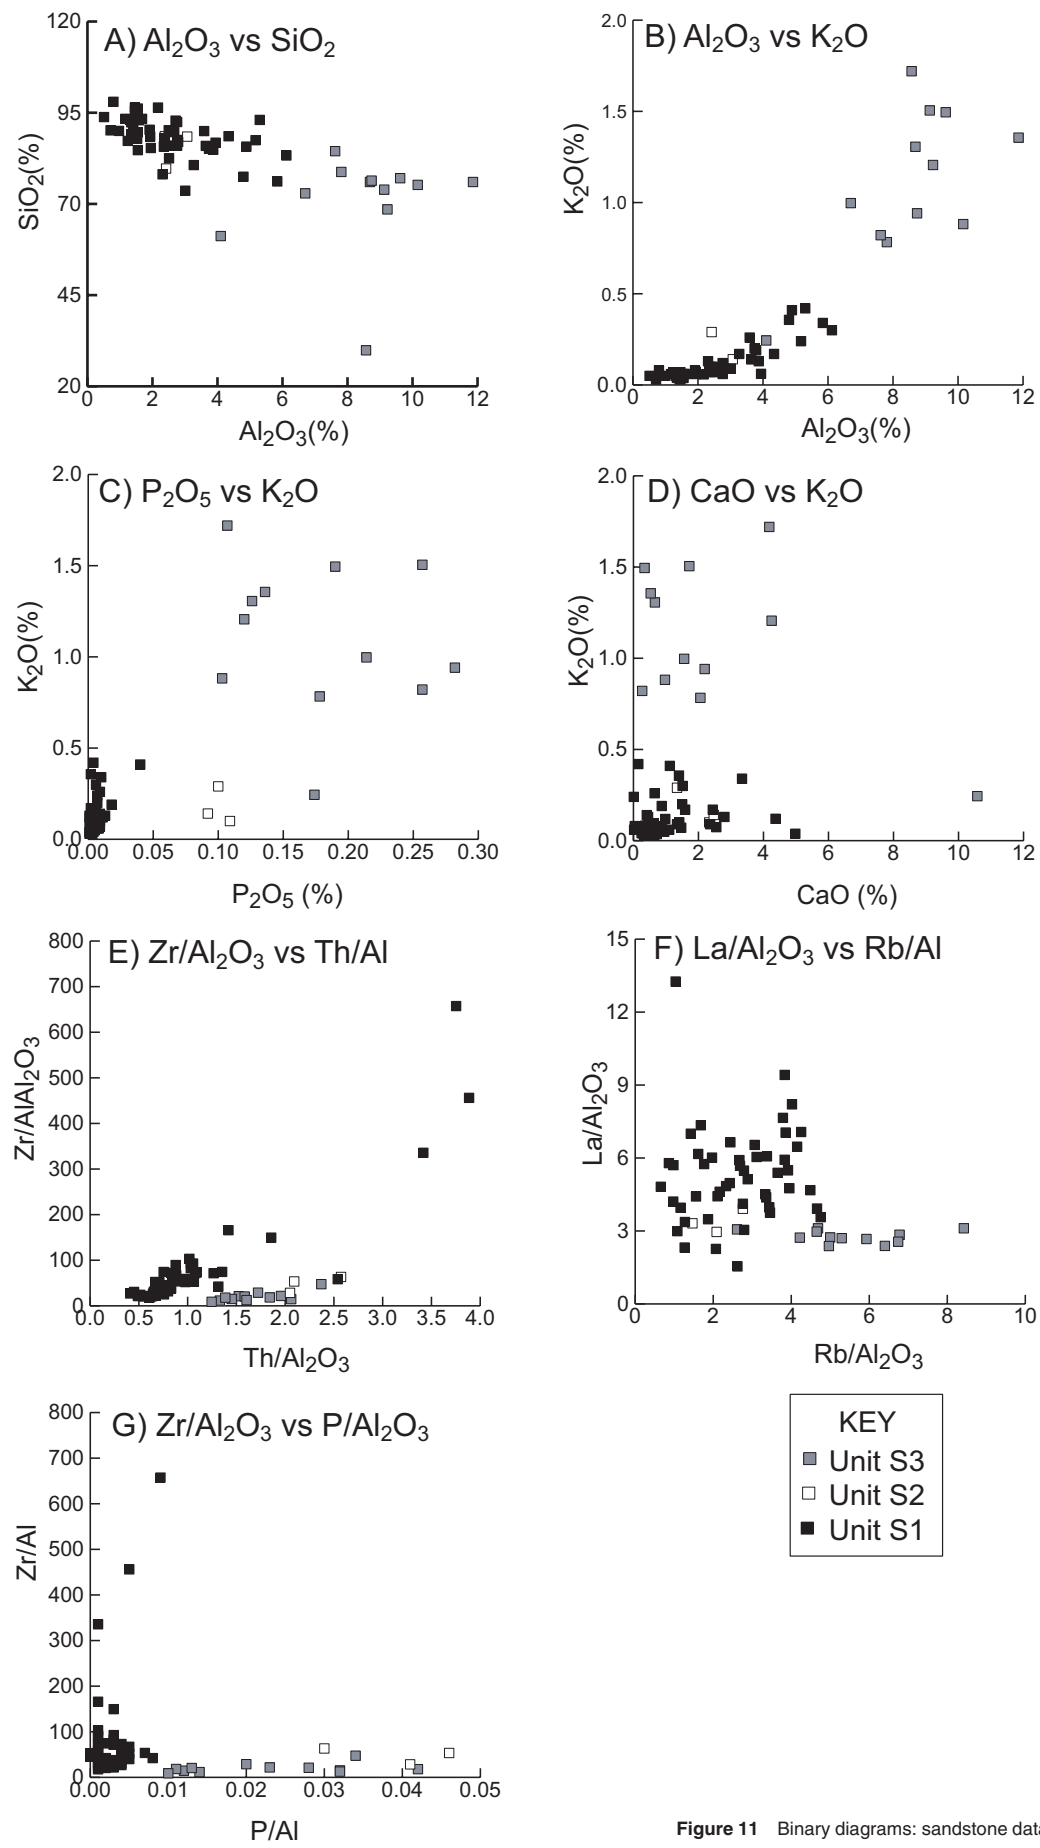 A) Al₂O₃ vs SiO₂
120
95
70
45
20
SiO₂(%)
0 2 4 6 8 10 12
Al₂O₃(%)
B) Al₂O₃ vs K₂O
2.0
1.5
1.0
0.5
0.0
K₂O(%)
0 2 4 6 8 10 12
Al₂O₃(%)
C) P₂O₅ vs K₂O
2.0
1.5
1.0
0.5
0.0
K₂O(%)
0.00 0.05 0.10 0.15 0.20 0.25 0.30
P₂O₅ (%)
D) CaO vs K₂O
2.0
1.5
1.0
0.5
0.0
K₂O(%)
0 2 4 6 8 10 12
CaO (%)
E) Zr/Al₂O₃ vs Th/Al
800
700
600
500
400
300
200
100
0
Zr/AlAl₂O₃
0.0 0.5 1.0 1.5 2.0 2.5 3.0 3.5 4.0
Th/Al₂O₃
F) La/Al₂O₃ vs Rb/Al
15
12
9
6
3
0
La/Al₂O₃
0 2 4 6 8 10
Rb/Al₂O₃
G) Zr/Al₂O₃ vs P/Al₂O₃
800
700
600
500
400
300
200
100
0
Zr/Al
0.00 0.01 0.02 0.03 0.04 0.05
P/Al
KEY
Unit S3
Unit S2
Unit S1
Figure 11 Binary diagrams: sandstone data